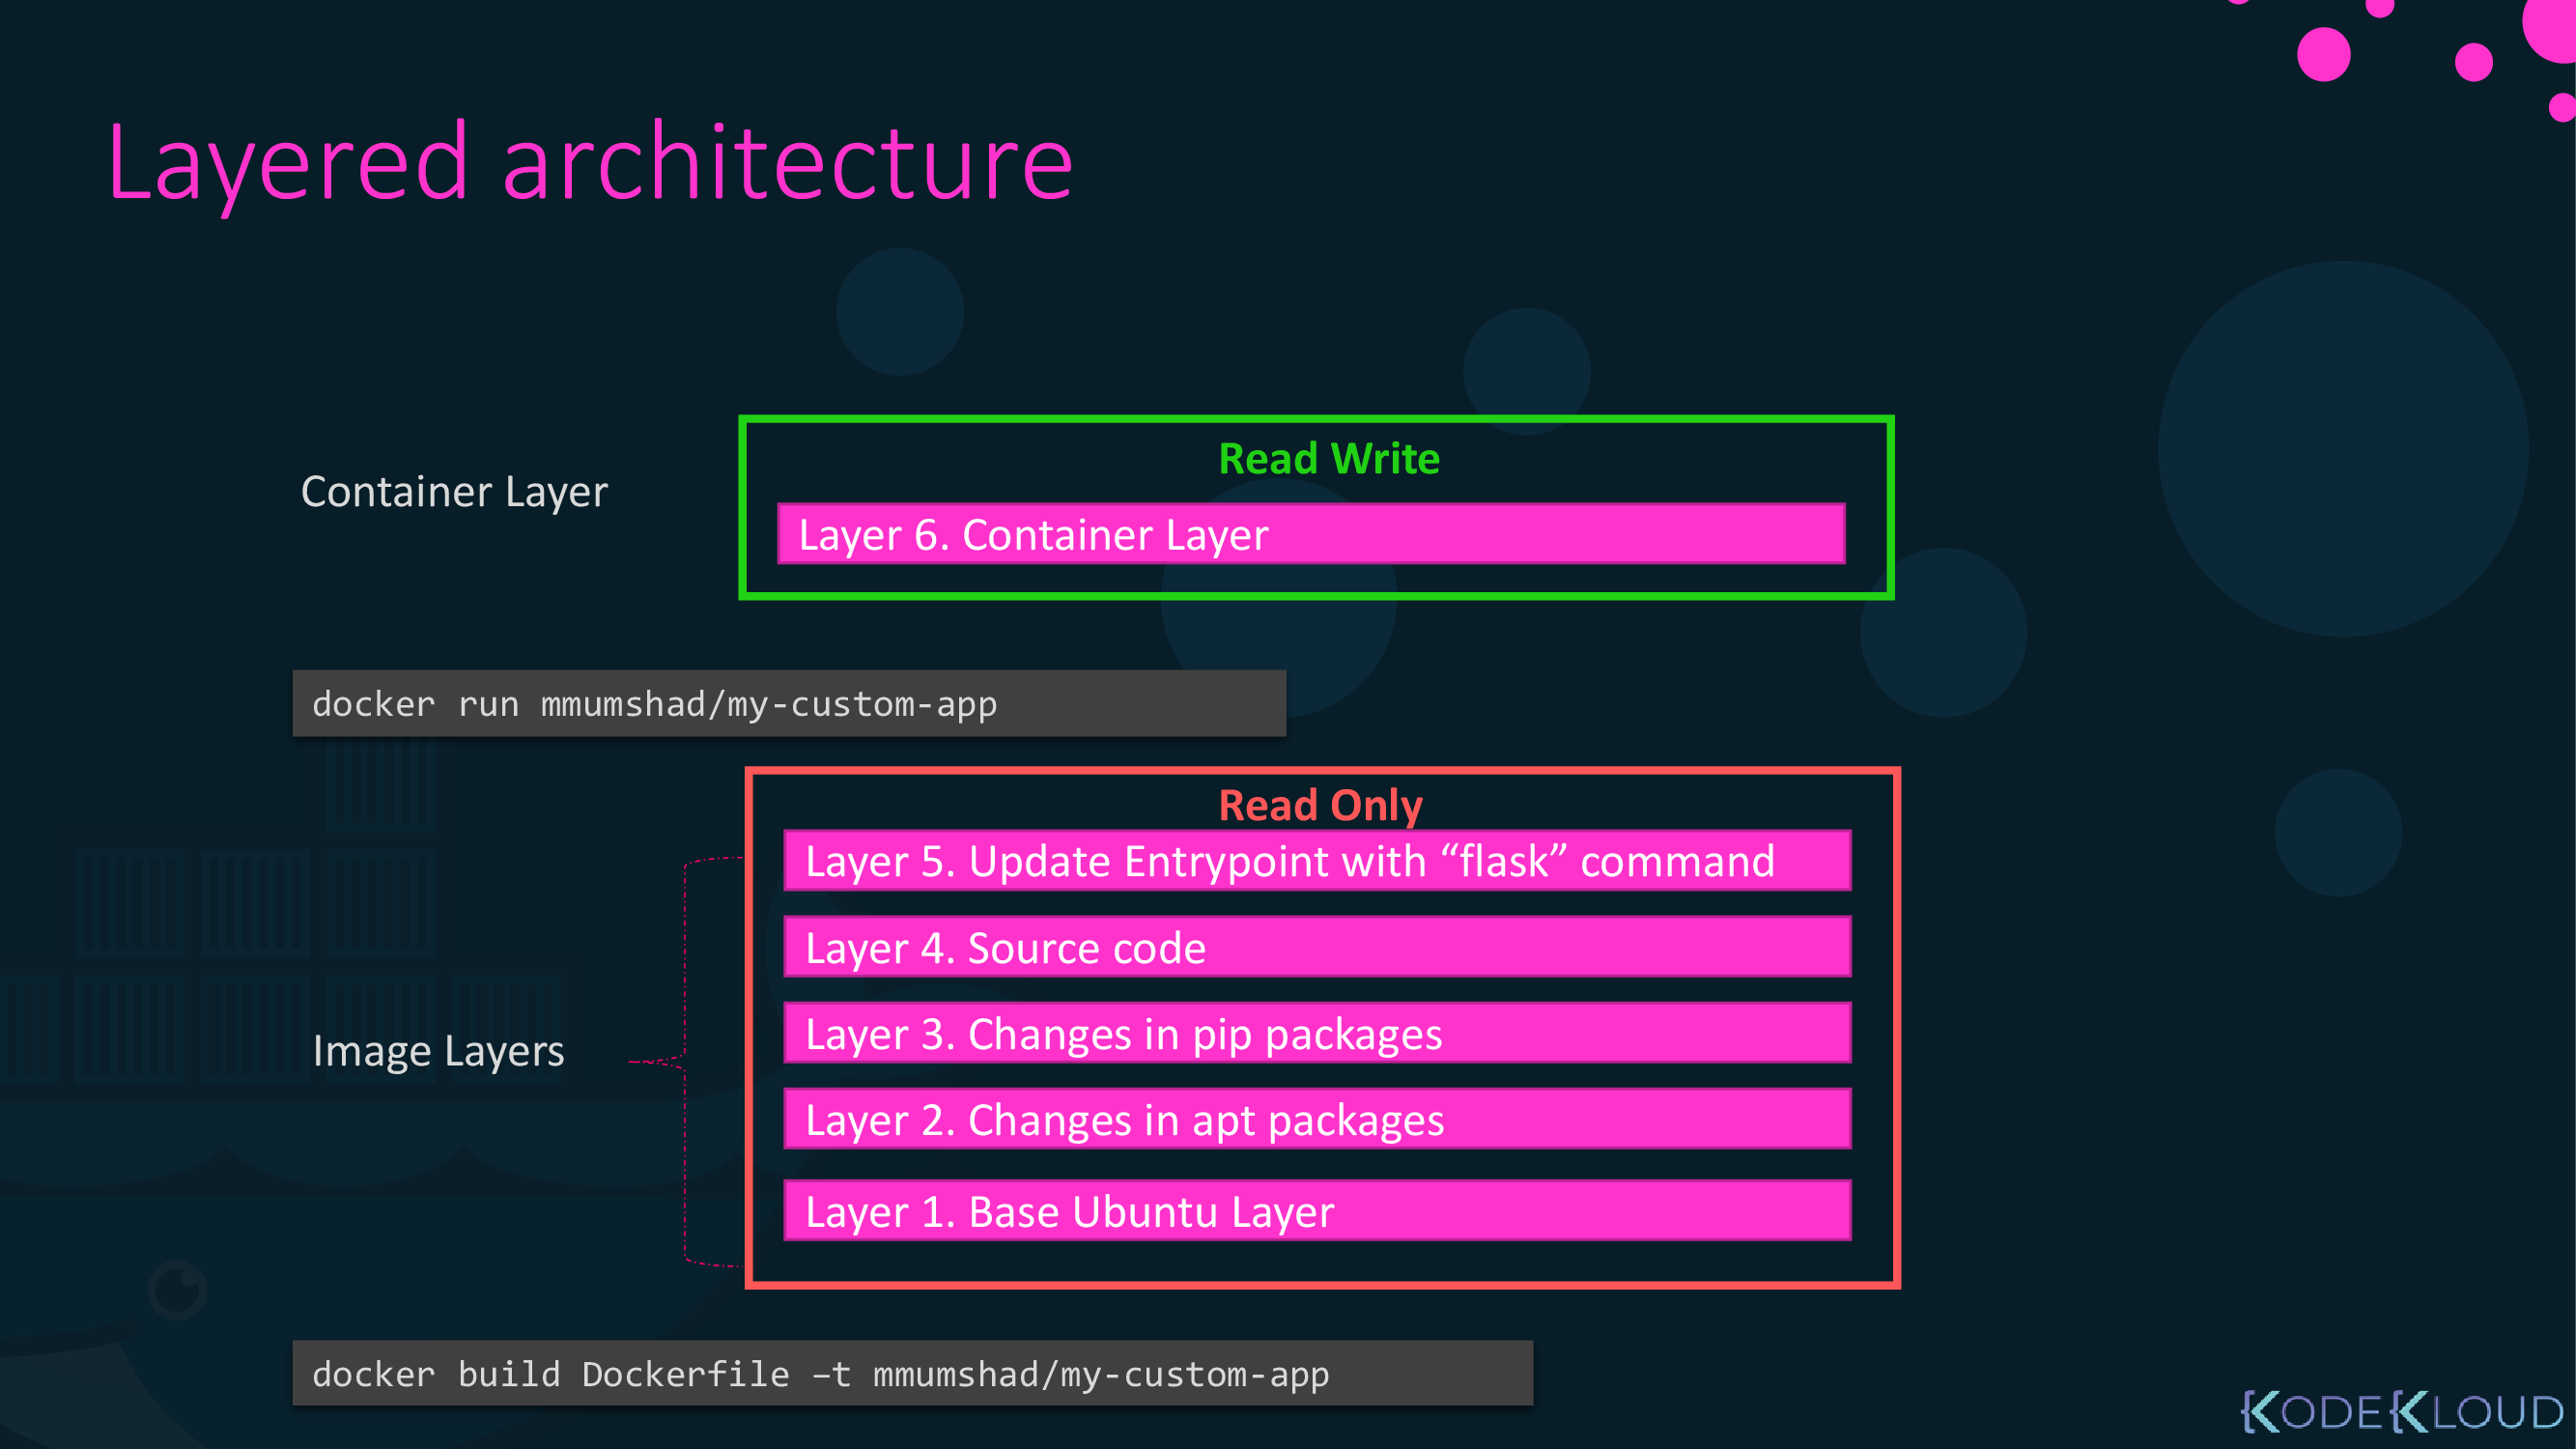 Layered architecture
Read Write
Container Layer
Layer 6. Container Layer
docker run mmumshad/my-custom-app
Read Only
Layer 5. Update Entrypoint with “flask” command
Layer 4. Source code
Layer 3. Changes in pip packages
Image Layers
Layer 2. Changes in apt packages
Layer 1. Base Ubuntu Layer
docker build Dockerfile –t mmumshad/my-custom-app
{KODE{KLOUD